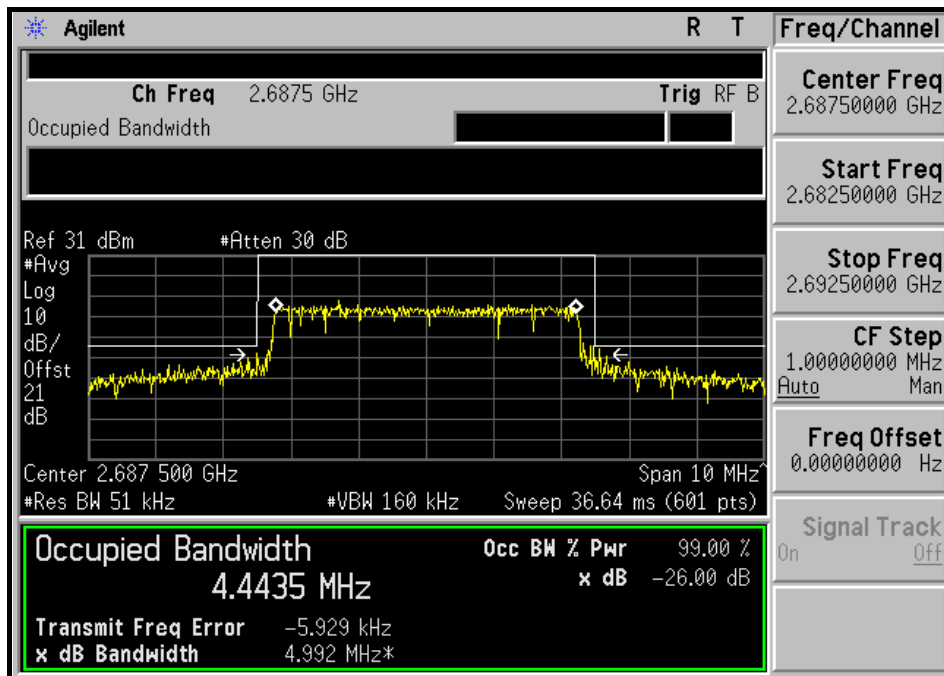 Agilent R T
Freq/Channel
Ch Freq 2.6875 GHz Trig RF B
Occupied Bandwidth
Center Freq
2.68750000 GHz
Start Freq
2.68250000 GHz
Stop Freq
2.69250000 GHz
CF Step
1.00000000 MHz
Auto Man
Freq Offset
0.00000000 Hz
Signal Track
On Off
Ref 31 dBm #Atten 30 dB
#Avg
Log
10
dB/
Offst
21
dB
Center 2.687 500 GHz Span 10 MHz^
#Res BW 51 kHz #VBW 160 kHz Sweep 36.64 ms (601 pts)
Occupied Bandwidth
4.4435 MHz
Occ BW % Pwr 99.00 %
x dB -26.00 dB
Transmit Freq Error -5.929 kHz
x dB Bandwidth 4.992 MHz*